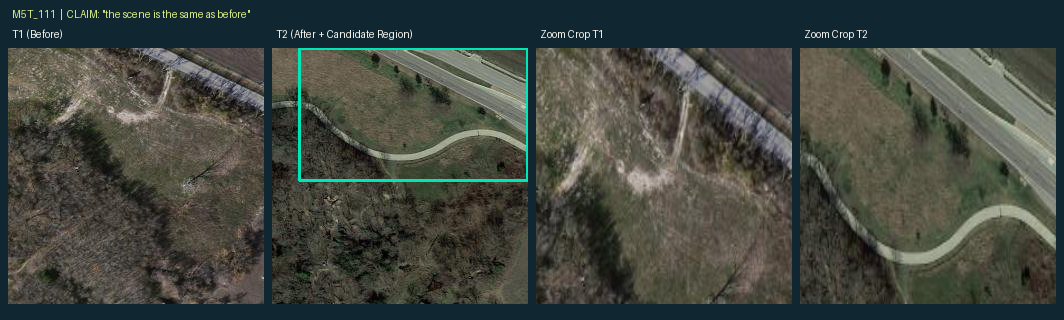 M5T_111 | CLAIM: "the scene is the same as before"
T1 (Before)
T2 (After + Candidate Region)
Zoom Crop T1
Zoom Crop T2